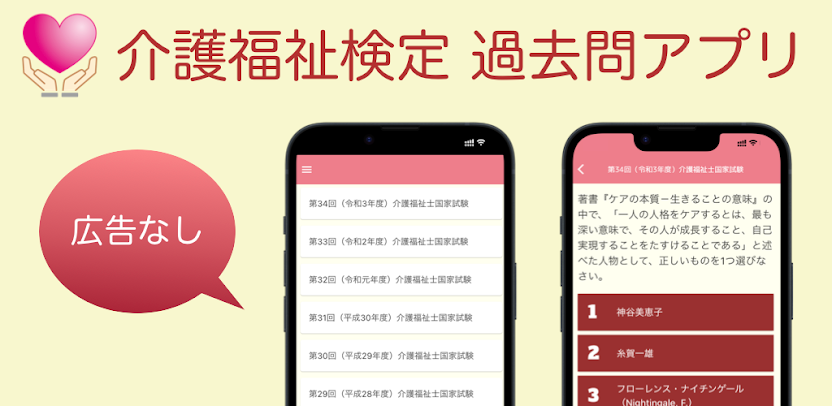 介護福祉検定 過去問アプリ
広告なし
第34回（令和3年度）介護福祉士国家試験
第33回（令和2年度）介護福祉士国家試験
第32回（令和元年度）介護福祉士国家試験
第31回（平成30年度）介護福祉士国家試験
第30回（平成29年度）介護福祉士国家試験
第29回（平成28年度）介護福祉士国家試験
第34回（令和3年度）介護福祉士国家試験
著書『ケアの本質－生きることの意味』の
中で、「一人の人格をケアするとは、最も
深い意味で、その人が成長すること、自己
実現することをたすけることである」と述
べた人物として、正しいものを1つ選びな
さい。
1 神谷美恵子
2 糸賀一雄
3 フローレンス・ナイチンゲール
（Nightingale, F.）